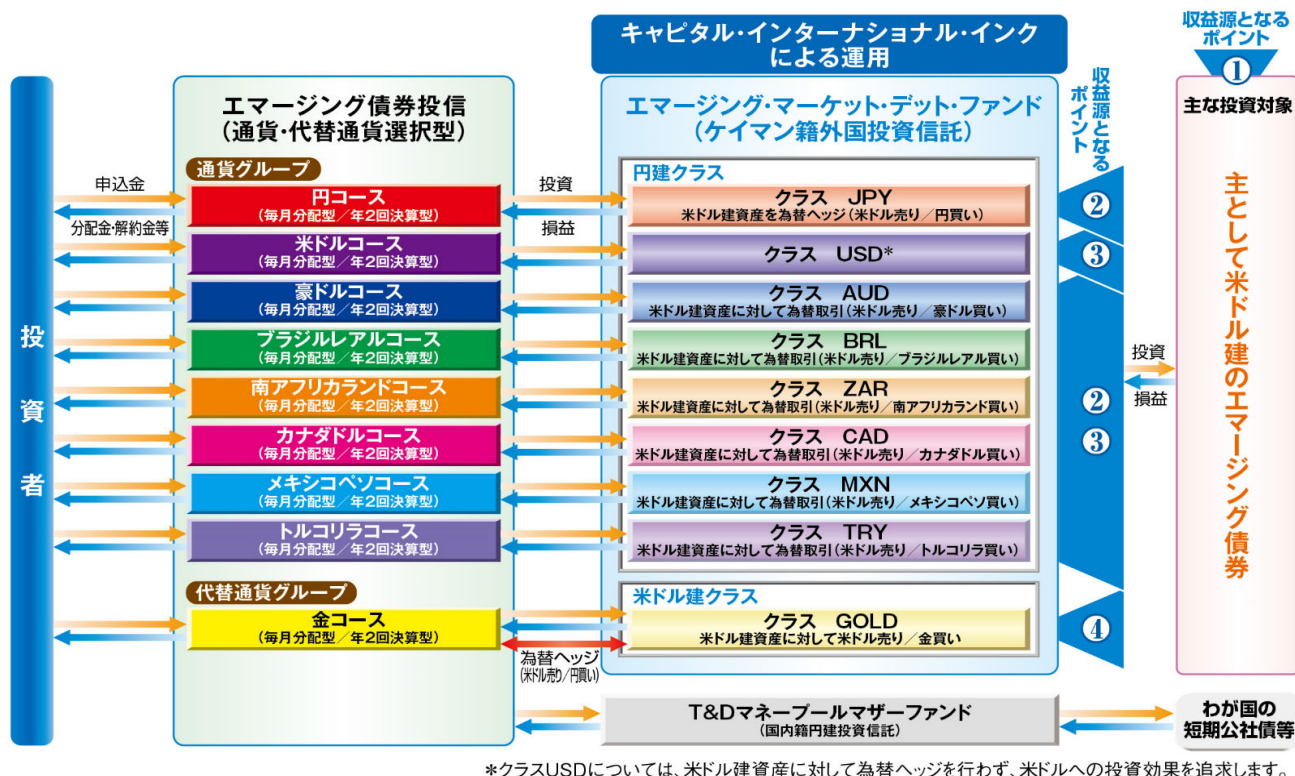 収益源となる
ポイント
①
主な投資対象
主として米ドル建のエマージング債券
キャピタル・インターナショナル・インク
による運用
投資者
エマージング債券投信
(通貨・代替通貨選択型)
エマージング・マーケット・デット・ファンド
(ケイマン籍外国投資信託)
収益源となる
ポイント
通貨グループ
円建クラス
申込金
分配金・解約金等
円コース
(毎月分配型/年2回決算型)
投資
損益
クラス JPY
米ドル建資産を為替ヘッジ(米ドル売り/円買い)
②
米ドルコース
(毎月分配型/年2回決算型)
クラス USD*
③
豪ドルコース
(毎月分配型/年2回決算型)
クラス AUD
米ドル建資産に対して為替取引(米ドル売り/豪ドル買い)
ブラジルレアルコース
(毎月分配型/年2回決算型)
クラス BRL
米ドル建資産に対して為替取引(米ドル売り/ブラジルレアル買い)
投資
損益
南アフリカランドコース
(毎月分配型/年2回決算型)
クラス ZAR
米ドル建資産に対して為替取引(米ドル売り/南アフリカランド買い)
②
③
カナダドルコース
(毎月分配型/年2回決算型)
クラス CAD
米ドル建資産に対して為替取引(米ドル売り/カナダドル買い)
メキシコペソコース
(毎月分配型/年2回決算型)
クラス MXN
米ドル建資産に対して為替取引(米ドル売り/メキシコペソ買い)
トルコリラコース
(毎月分配型/年2回決算型)
クラス TRY
米ドル建資産に対して為替取引(米ドル売り/トルコリラ買い)
代替通貨グループ
米ドル建クラス
金コース
(毎月分配型/年2回決算型)
クラス GOLD
米ドル建資産に対して米ドル売り/金買い
④
為替ヘッジ
(米ドル売り/円買い)
T&Dマネープールマザーファンド
(国内籍円建投資信託)
わが国の
短期公社債等
*クラスUSDについては、米ドル建資産に対して為替ヘッジを行わず、米ドルへの投資効果を追求します。